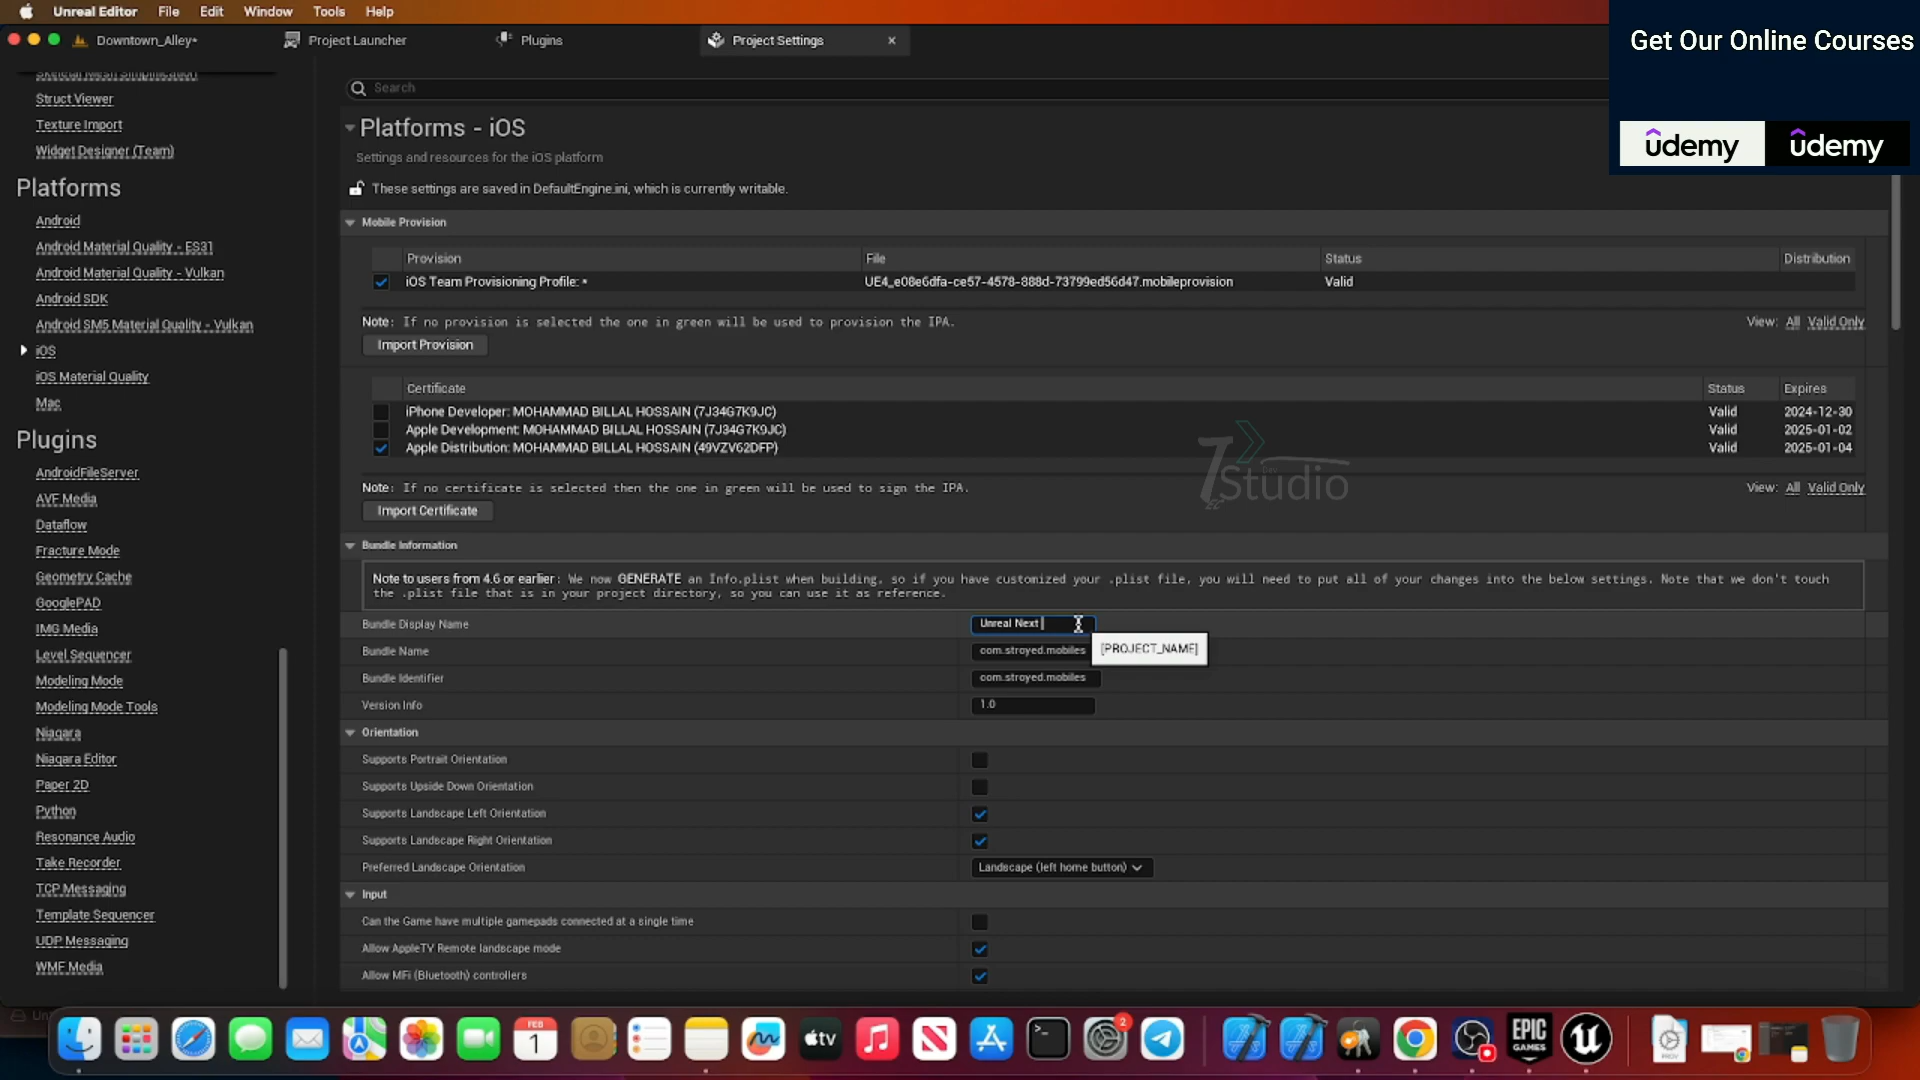 Unreal Editor File Edit Window Tools Help
Downtown_Alley* Project Launcher Plugins Project Settings
Get Our Online Courses
udemy udemy
Skeletal Mesh Simplification
Struct Viewer
Texture Import
Widget Designer (Team)
Platforms
Android
Android Material Quality - ES31
Android Material Quality - Vulkan
Android SDK
Android SM5 Material Quality - Vulkan
iOS
iOS Material Quality
Mac
Plugins
AndroidFileServer
AVF Media
Dataflow
Fracture Mode
Geometry Cache
GooglePAD
IMG Media
Level Sequencer
Modeling Mode
Modeling Mode Tools
Niagara
Niagara Editor
Paper 2D
Python
Resonance Audio
Take Recorder
TCP Messaging
Template Sequencer
UDP Messaging
WMF Media
Search
Platforms - iOS
Settings and resources for the iOS platform
These settings are saved in DefaultEngine.ini, which is currently writable.
Mobile Provision
Provision File Status Distribution
iOS Team Provisioning Profile: * UE4_e08e6dfa-ce57-4578-888d-73799ed56d47.mobileprovision Valid
Note: If no provision is selected the one in green will be used to provision the IPA. View: All Valid Only
Import Provision
Certificate Status Expires
iPhone Developer: MOHAMMAD BILLAL HOSSAIN (7J34G7K9JC) Valid 2024-12-30
Apple Development: MOHAMMAD BILLAL HOSSAIN (7J34G7K9JC) Valid 2025-01-02
Apple Distribution: MOHAMMAD BILLAL HOSSAIN (49VZV62DFP) Valid 2025-01-04
Studio
Note: If no certificate is selected then the one in green will be used to sign the IPA. View: All Valid Only
Import Certificate
Bundle Information
Note to users from 4.6 or earlier: We now GENERATE an Info.plist when building, so if you have customized your .plist file, you will need to put all of your changes into the below settings. Note that we don't touch
the .plist file that is in your project directory, so you can use it as reference.
Bundle Display Name Unreal Next
[PROJECT_NAME]
Bundle Name com.stroyed.mobiles
Bundle Identifier com.stroyed.mobiles
Version Info 1.0
Orientation
Supports Portrait Orientation
Supports Upside Down Orientation
Supports Landscape Left Orientation
Supports Landscape Right Orientation
Preferred Landscape Orientation Landscape (left home button)
Input
Can the Game have multiple gamepads connected at a single time
Allow AppleTV Remote landscape mode
Allow MFi (Bluetooth) controllers
FEB
1
tv
2
EPIC
GAMES